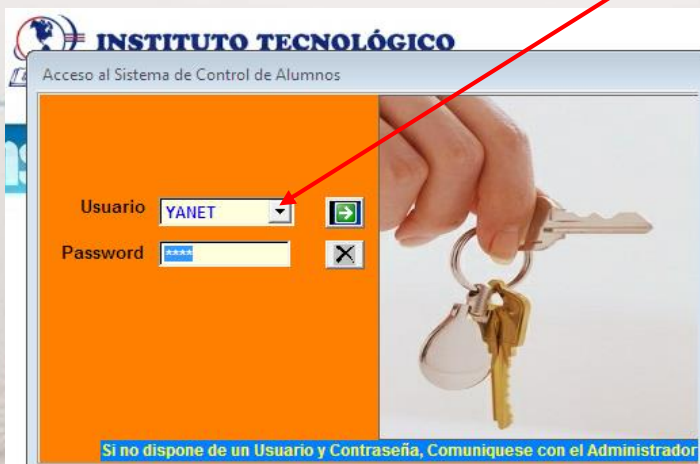 INSTITUTO TECNOLÓGICO
Acceso al Sistema de Control de Alumnos
Usuario YANET
Password ****
Si no dispone de un Usuario y Contraseña, Comuniquese con el Administrador